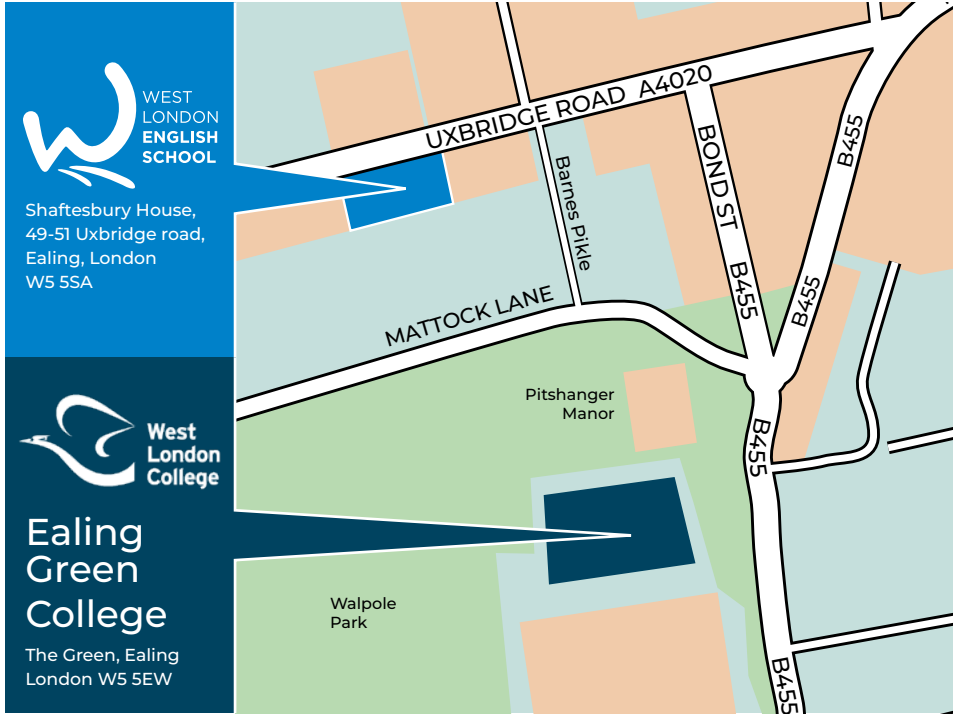 WEST
LONDON
ENGLISH
SCHOOL
Shaftesbury House,
49-51 Uxbridge road,
Ealing, London
W5 5SA
West
London
College
Ealing
Green
College
The Green, Ealing
London W5 5EW
UXBRIDGE ROAD A4020
Barnes Pikle
BOND ST B455
B455
B455
MATTOCK LANE
Pitshanger
Manor
B455
Walpole
Park
B455